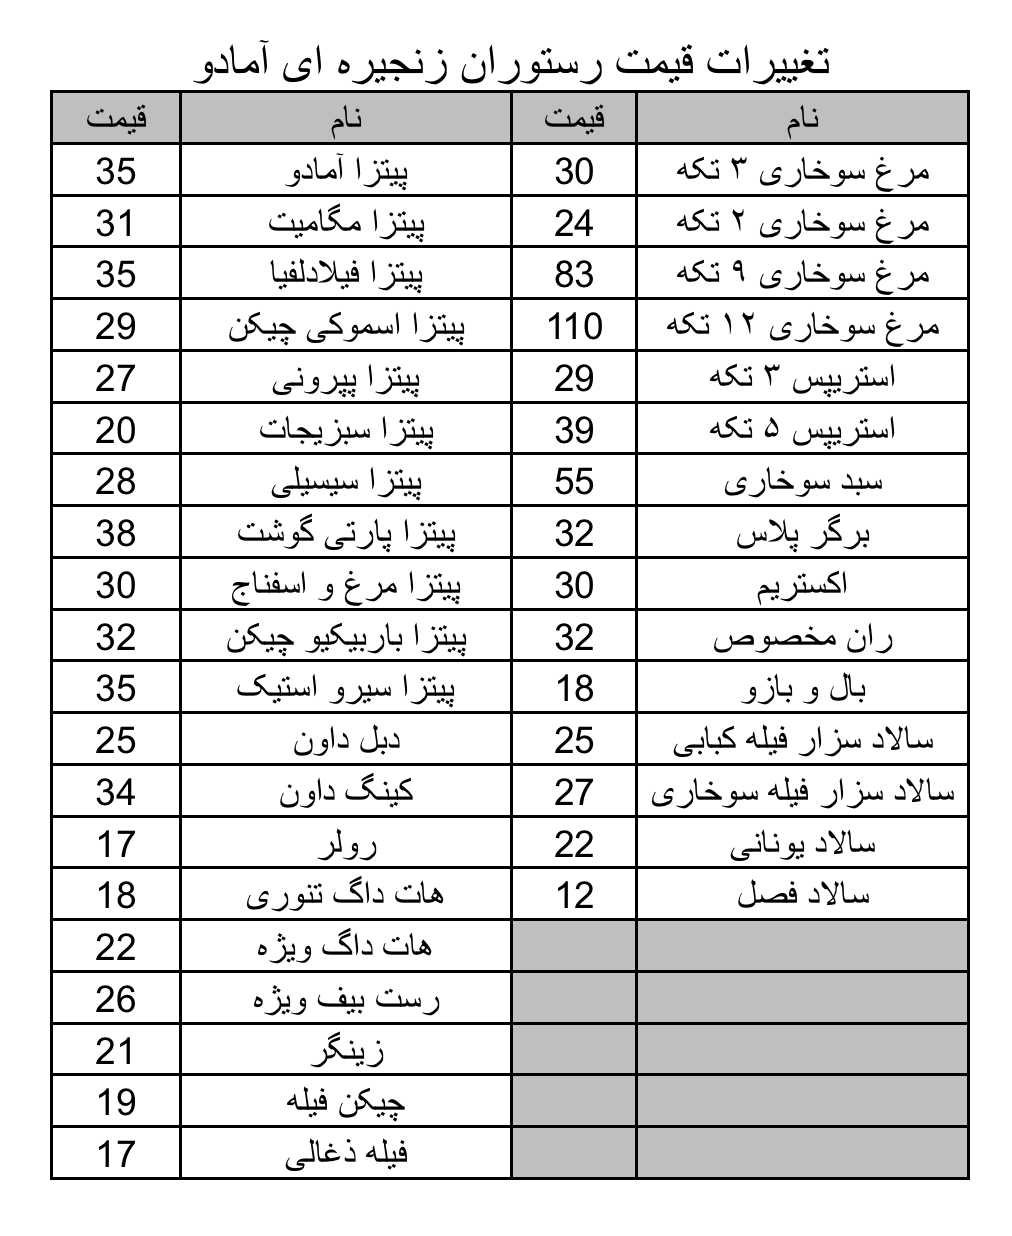 تغییرات قیمت رستوران زنجیره ای آمادو
نام قیمت نام قیمت
مرغ سوخاری ۳ تکه 30 پیتزا آمادو 35
مرغ سوخاری ۲ تکه 24 پیتزا مگامیت 31
مرغ سوخاری ۹ تکه 83 پیتزا فیلادلفیا 35
مرغ سوخاری ۱۲ تکه 110 پیتزا اسموکی چیکن 29
استریپس ۳ تکه 29 پیتزا پپرونی 27
استریپس ۵ تکه 39 پیتزا سبزیجات 20
سبد سوخاری 55 پیتزا سیسیلی 28
برگر پلاس 32 پیتزا پارتی گوشت 38
اکستریم 30 پیتزا مرغ و اسفناج 30
ران مخصوص 32 پیتزا باربیکیو چیکن 32
بال و بازو 18 پیتزا سیرو استیک 35
سالاد سزار فیله کبابی 25 دبل داون 25
سالاد سزار فیله سوخاری 27 کینگ داون 34
سالاد یونانی 22 رولر 17
سالاد فصل 12 هات داگ تنوری 18
هات داگ ویژه 22
رست بیف ویژه 26
زینگر 21
چیکن فیله 19
فیله ذغالی 17